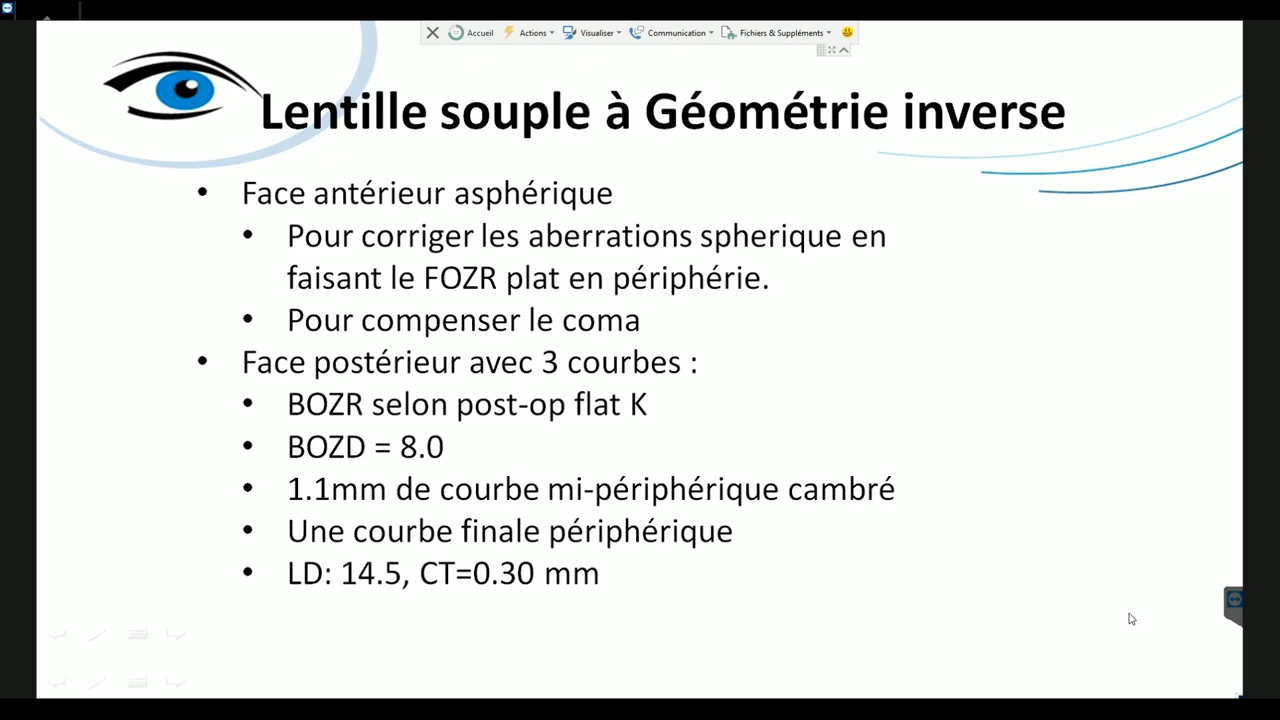 Accueil Actions Visualiser Communication Fichiers & Suppléments
Lentille souple à Géométrie inverse
• Face antérieur asphérique
• Pour corriger les aberrations spherique en
faisant le FOZR plat en périphérie.
• Pour compenser le coma
• Face postérieur avec 3 courbes :
• BOZR selon post-op flat K
• BOZD = 8.0
• 1.1mm de courbe mi-périphérique cambré
• Une courbe finale périphérique
• LD: 14.5, CT=0.30 mm